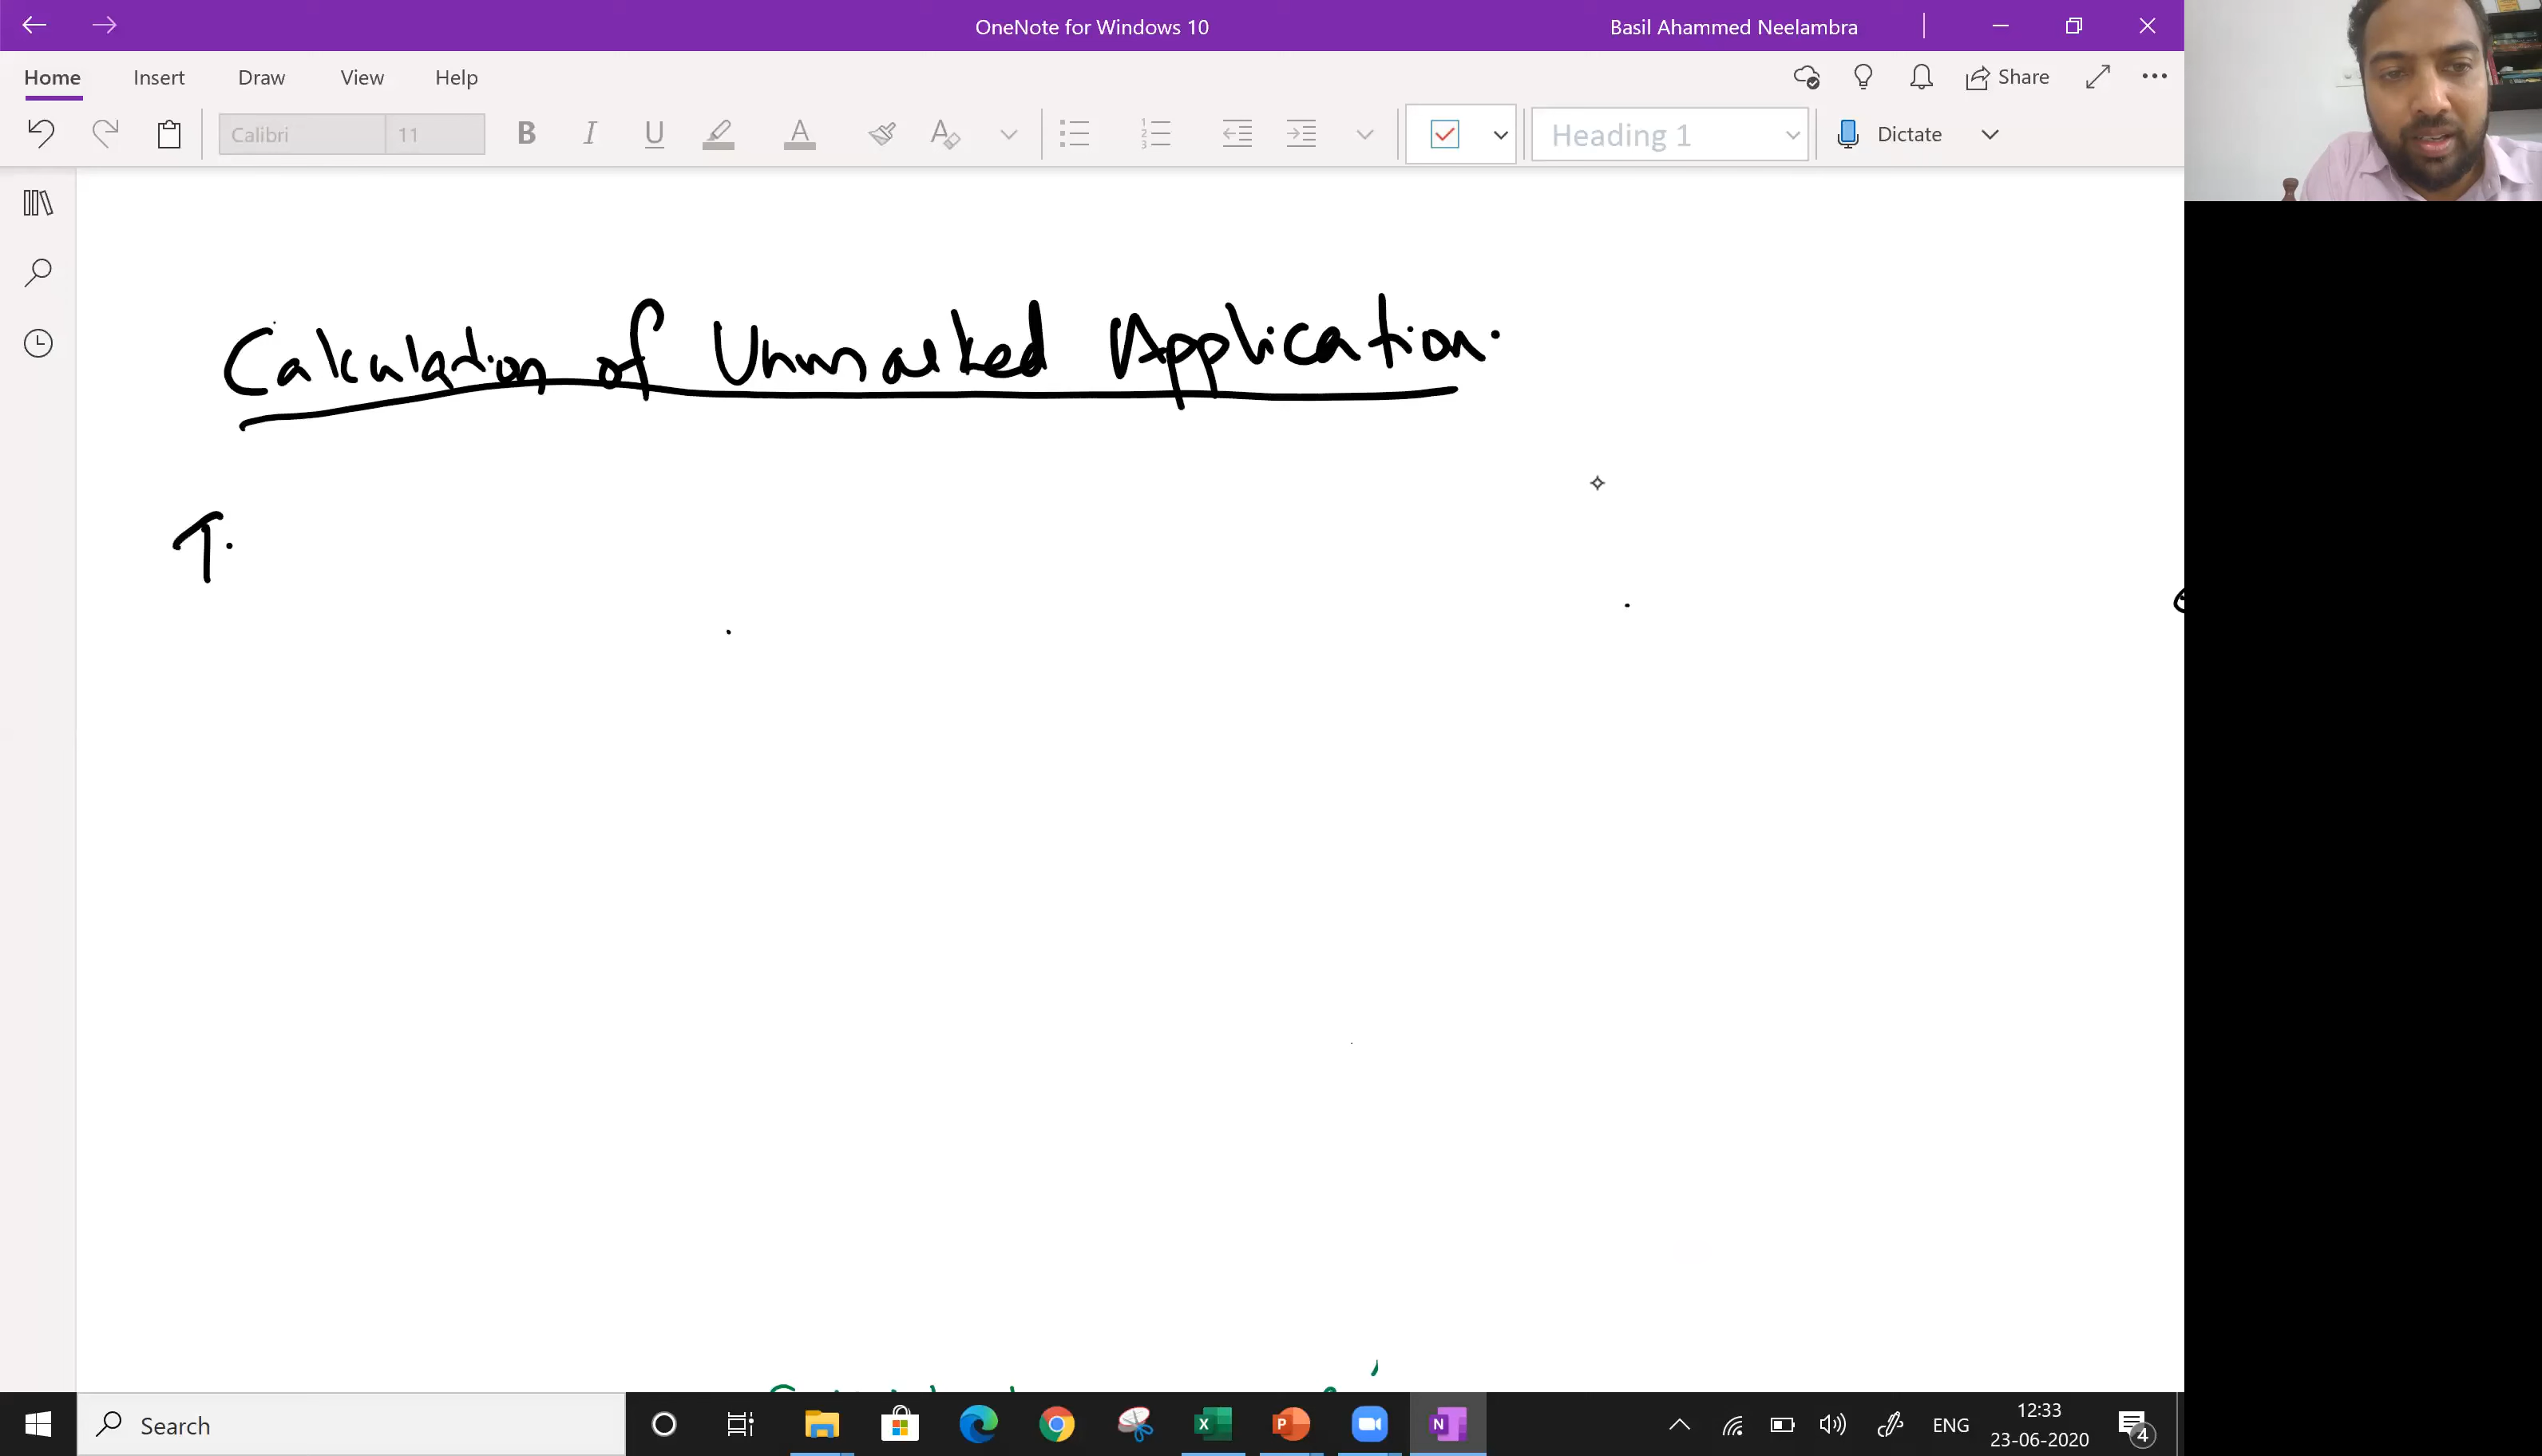 OneNote for Windows 10 Basil Ahammed Neelambra
Home Insert Draw View Help Share
Calibri 11 B I U A A Heading 1 Dictate
Calculation of Unmarked Application.
T.
Search ENG 12:33
23-06-2020 4